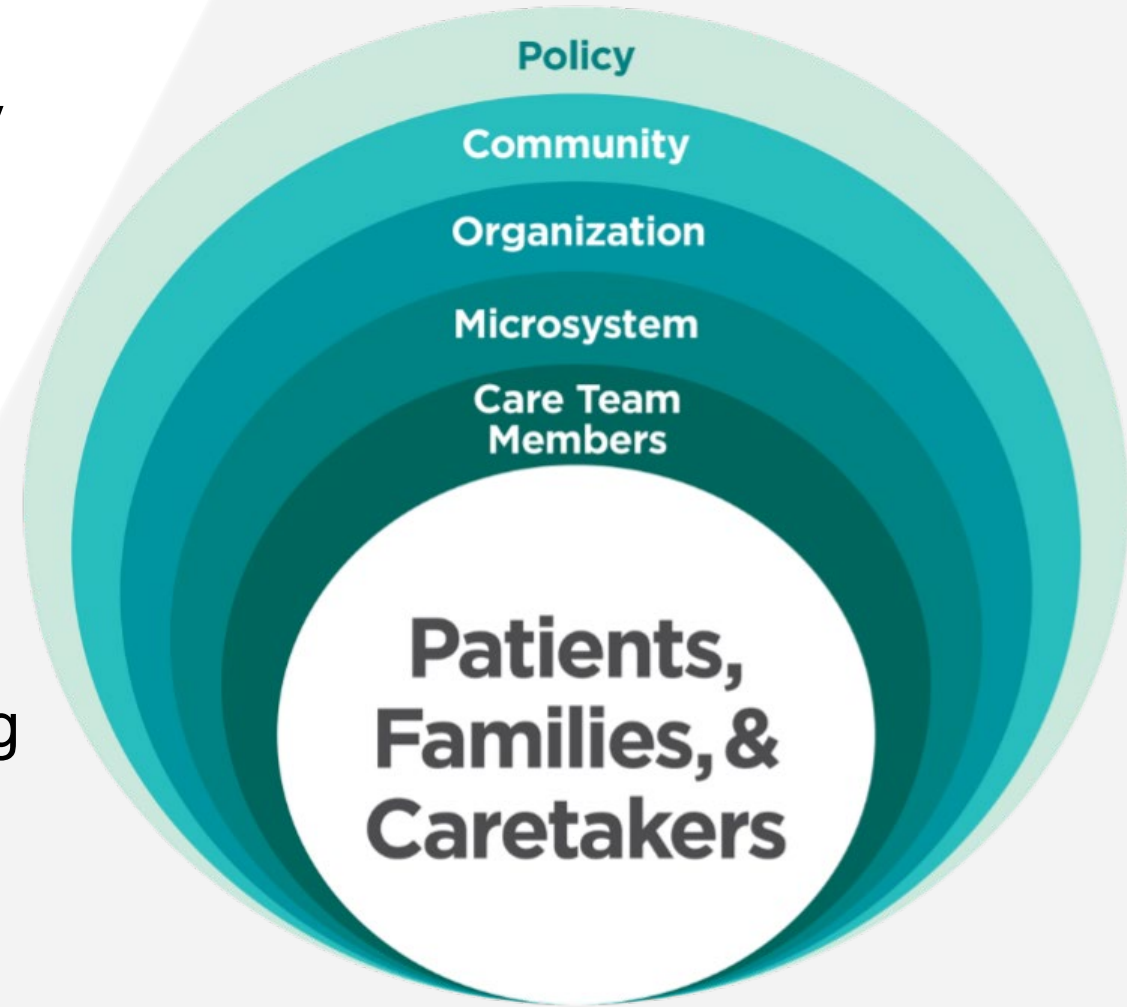 Policy
Community
Organization
Microsystem
Care Team
Members
Patients,
Families, &
Caretakers